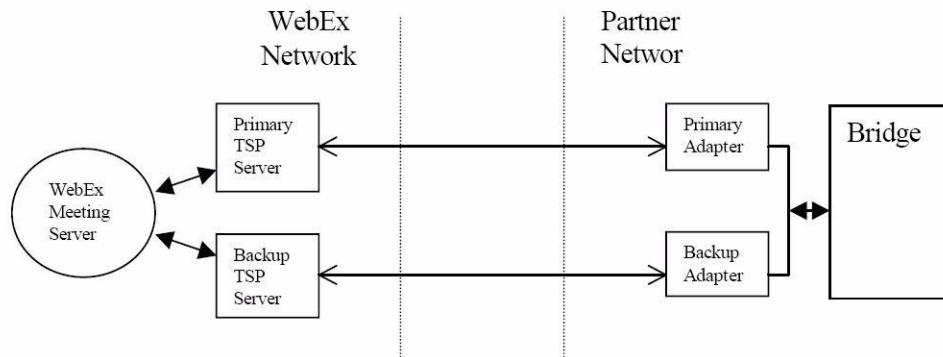 WebEx
Network
Partner
Networ
Primary
TSP
Server
Primary
Adapter
Bridge
WebEx
Meeting
Server
Backup
TSP
Server
Backup
Adapter